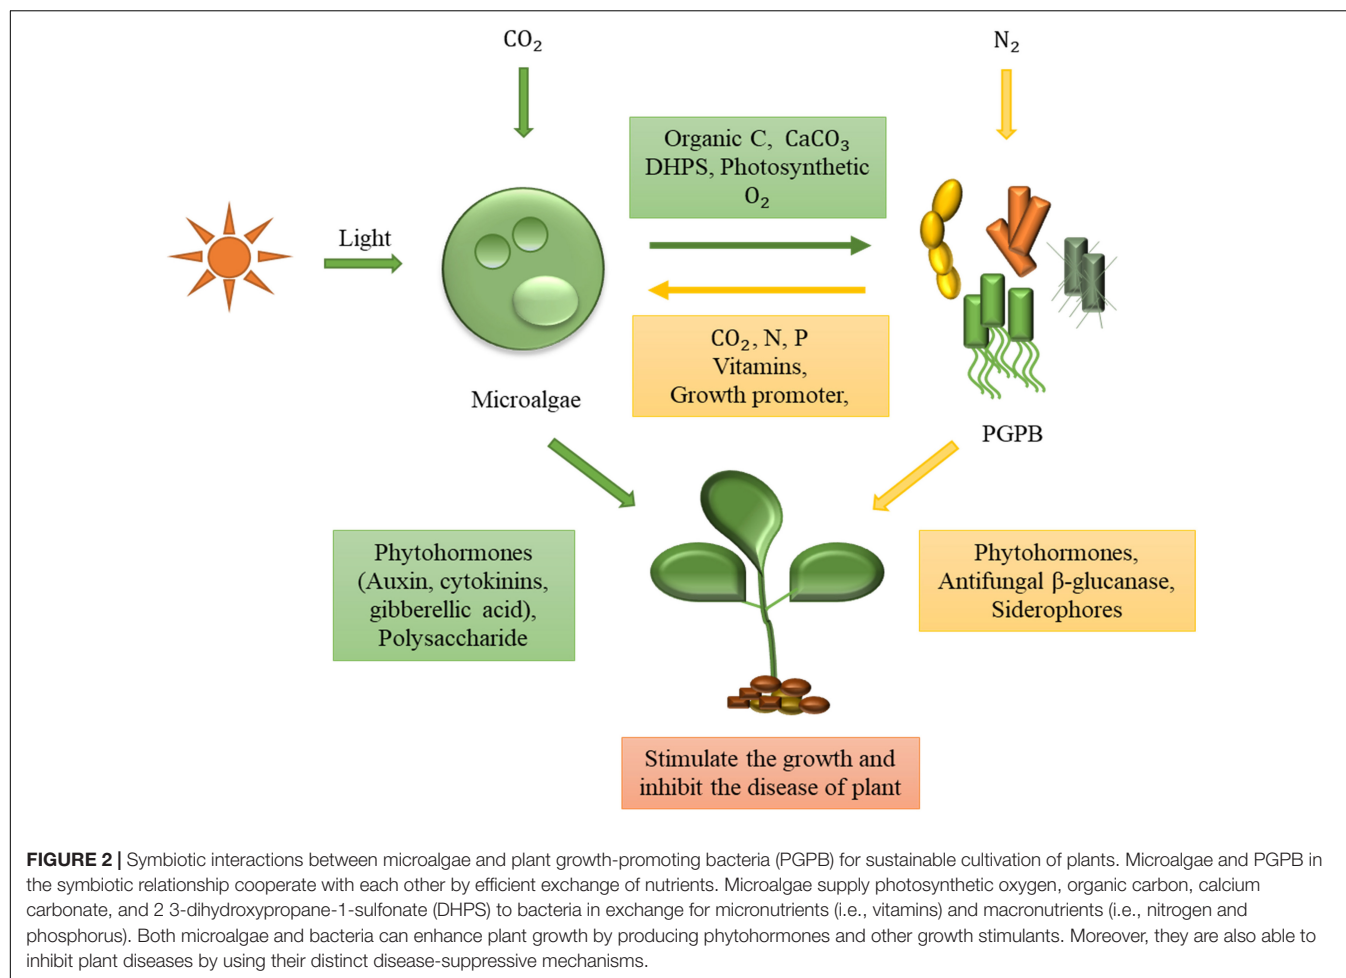 CO₂
N₂
Organic C, CaCO₃
DHPS, Photosynthetic
O₂
Light
CO₂, N, P
Vitamins,
Growth promoter,
Microalgae
PGPB
Phytohormones
(Auxin, cytokinins,
gibberellic acid),
Polysaccharide
Phytohormones,
Antifungal β-glucanase,
Siderophores
Stimulate the growth and
inhibit the disease of plant
FIGURE 2 | Symbiotic interactions between microalgae and plant growth-promoting bacteria (PGPB) for sustainable cultivation of plants. Microalgae and PGPB in
the symbiotic relationship cooperate with each other by efficient exchange of nutrients. Microalgae supply photosynthetic oxygen, organic carbon, calcium
carbonate, and 2 3-dihydroxypropane-1-sulfonate (DHPS) to bacteria in exchange for micronutrients (i.e., vitamins) and macronutrients (i.e., nitrogen and
phosphorus). Both microalgae and bacteria can enhance plant growth by producing phytohormones and other growth stimulants. Moreover, they are also able to
inhibit plant diseases by using their distinct disease-suppressive mechanisms.